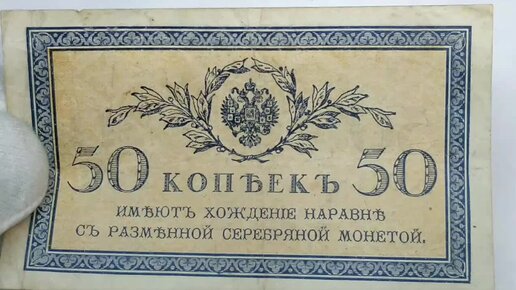 50 КОПѢЕКЪ 50
ИМѢЮТЪ ХОЖДЕНІЕ НАРАВНѢ
СЪ РАЗМѢННОЙ СЕРЕБРЯНОЙ МОНЕТОЙ.